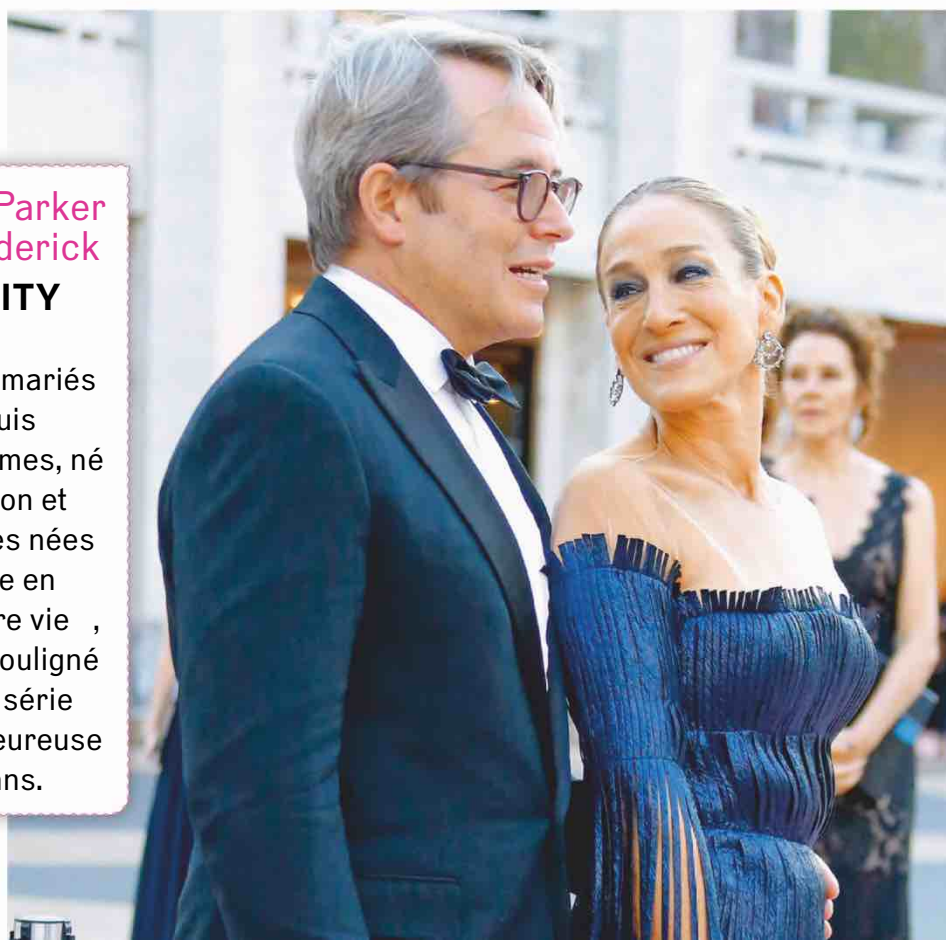 Parker
derick
ITY
mariés
uis
mes, né
on et
es nées
e en
re vie ,
ouligné
série
eureuse
ans.